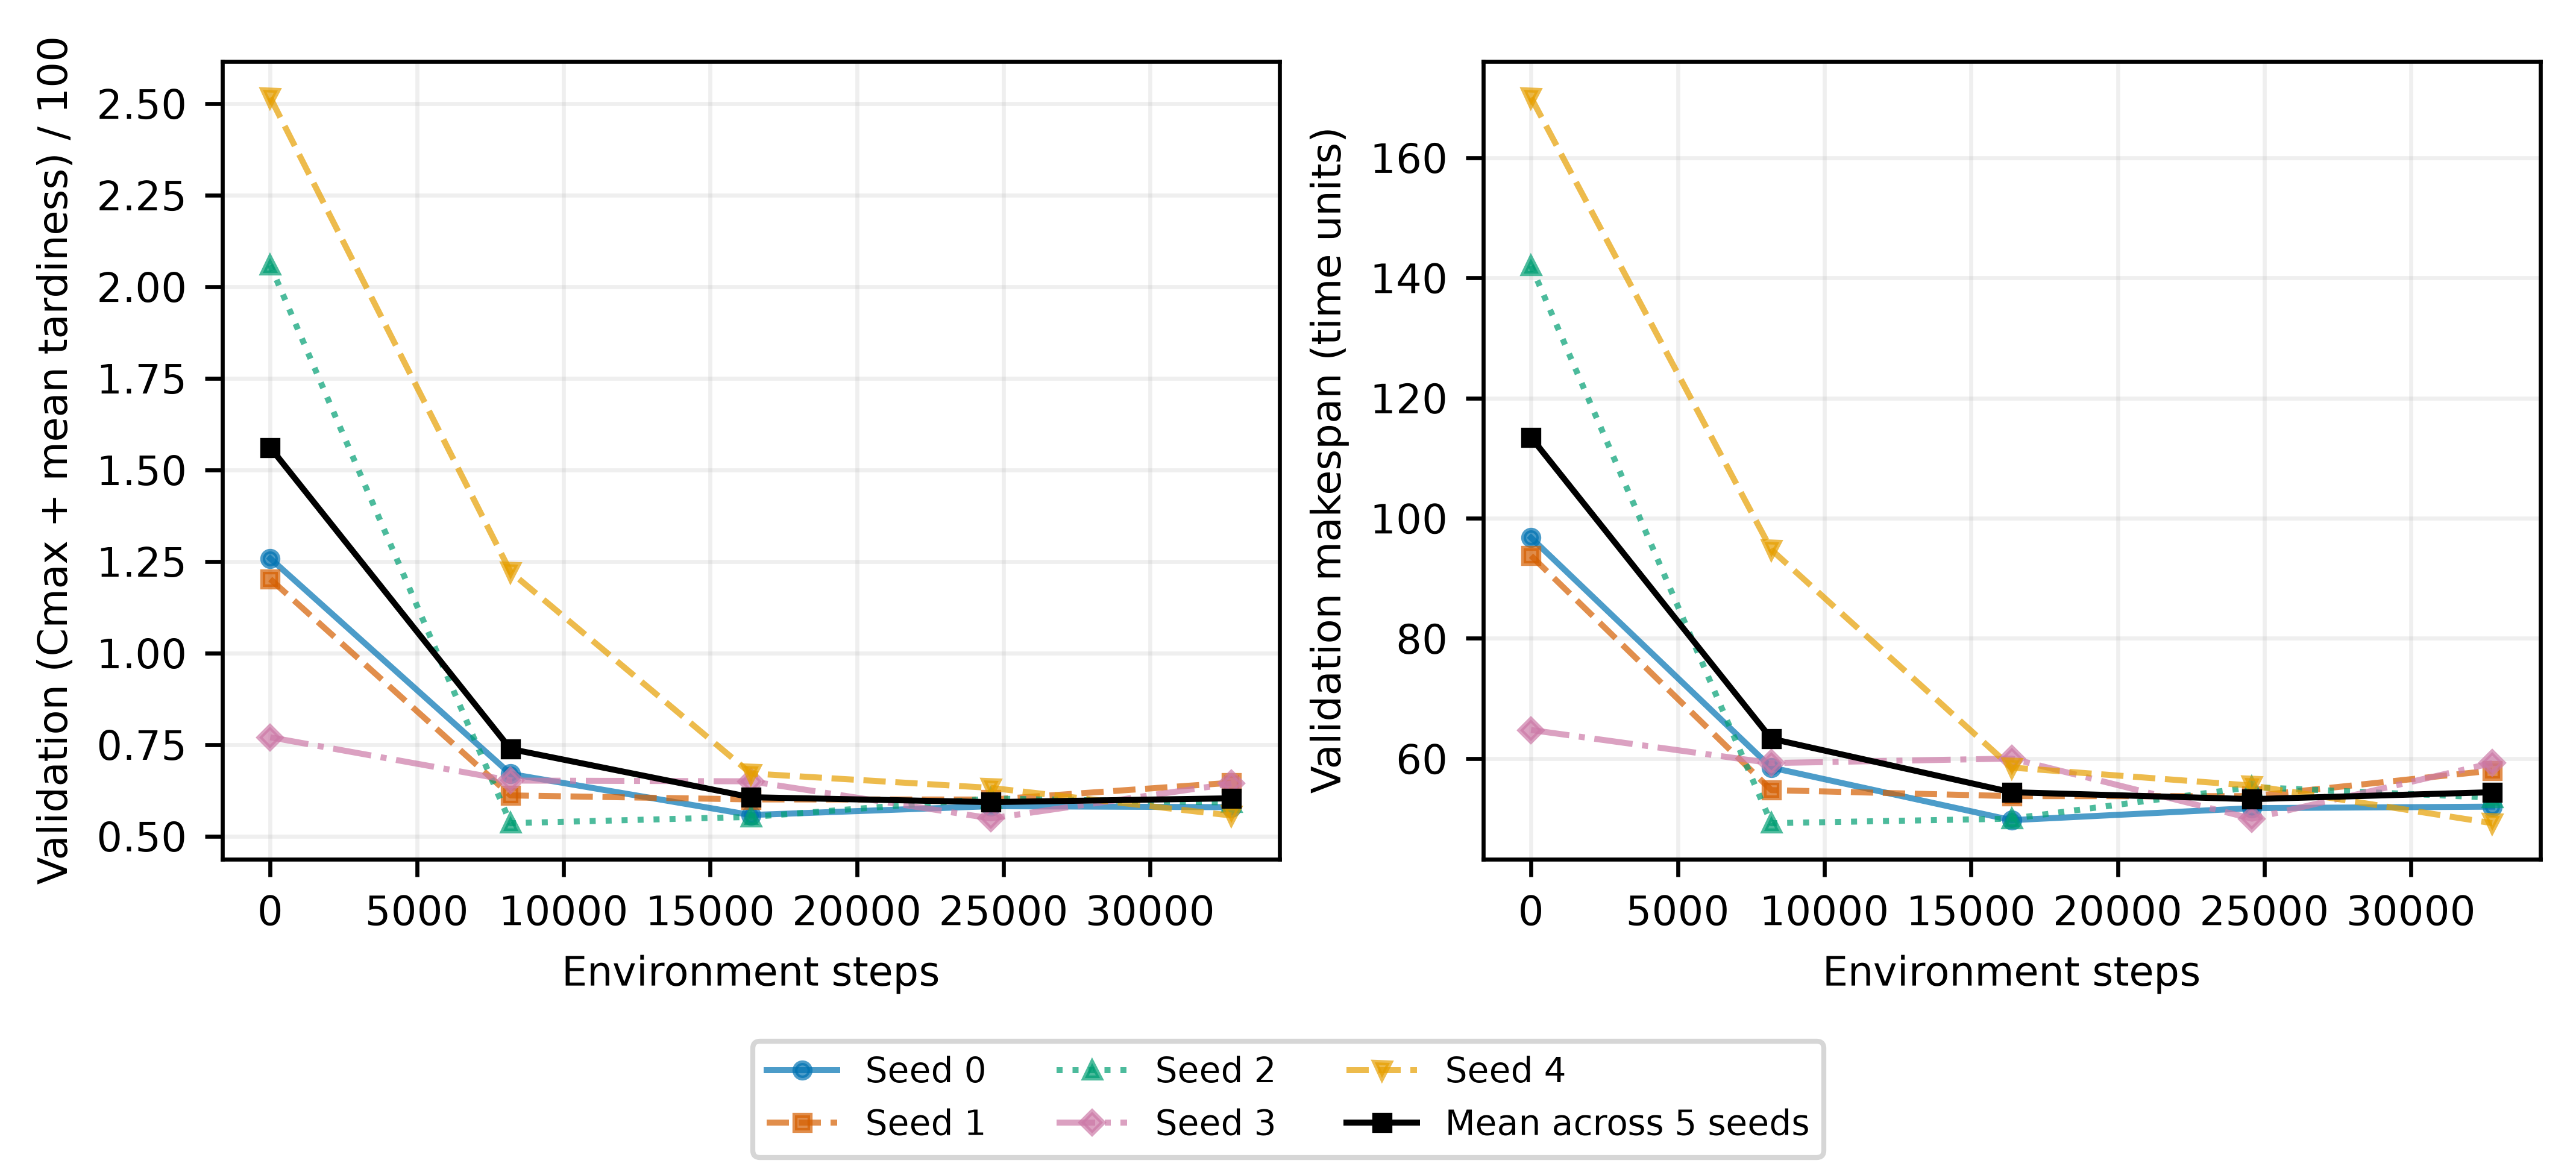 Validation (Cmax + mean tardiness) / 100
2.50
2.25
2.00
1.75
1.50
1.25
1.00
0.75
0.50
0 5000 10000 15000 20000 25000 30000
Environment steps
Validation makespan (time units)
160
140
120
100
80
60
0 5000 10000 15000 20000 25000 30000
Environment steps
Seed 0 Seed 2 Seed 4
Seed 1 Seed 3 Mean across 5 seeds